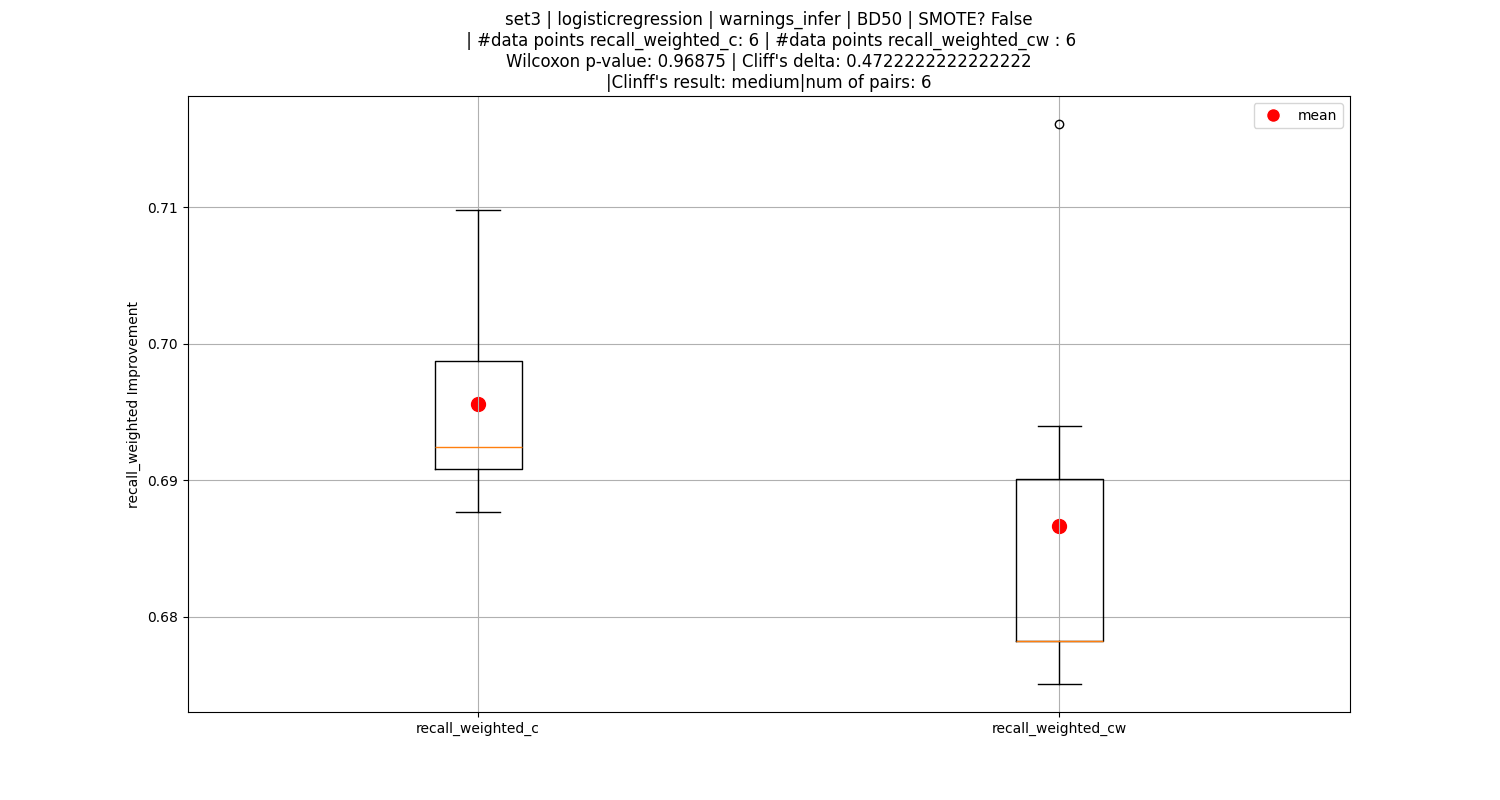 set3 | logisticregression | warnings_infer | BD50 | SMOTE? False
| #data points recall_weighted_c: 6 | #data points recall_weighted_cw : 6
Wilcoxon p-value: 0.96875 | Cliff's delta: 0.4722222222222222
|Clinff's result: medium|num of pairs: 6
mean
0.71
0.70
0.69
0.68
recall_weighted Improvement
recall_weighted_c
recall_weighted_cw